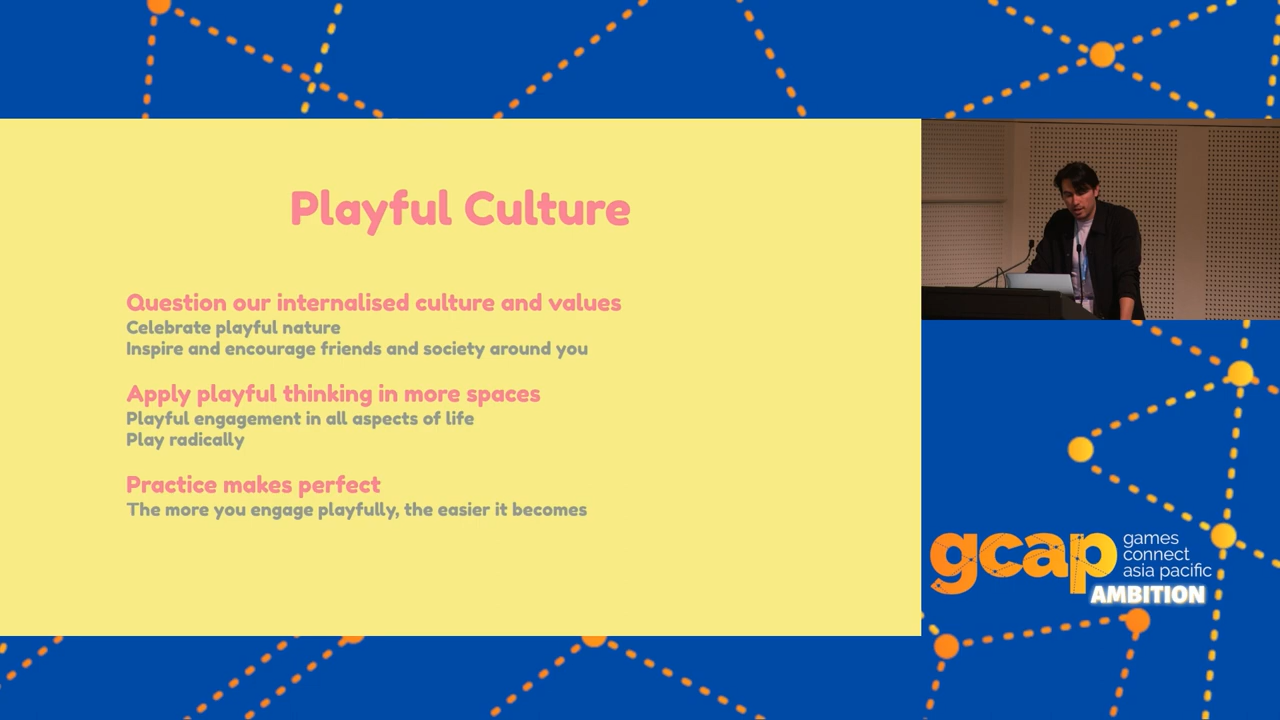 Playful Culture
Question our internalised culture and values
Celebrate playful nature
Inspire and encourage friends and society around you
Apply playful thinking in more spaces
Playful engagement in all aspects of life
Play radically
Practice makes perfect
The more you engage playfully, the easier it becomes
gcap
games
connect
asia pacific
AMBITION